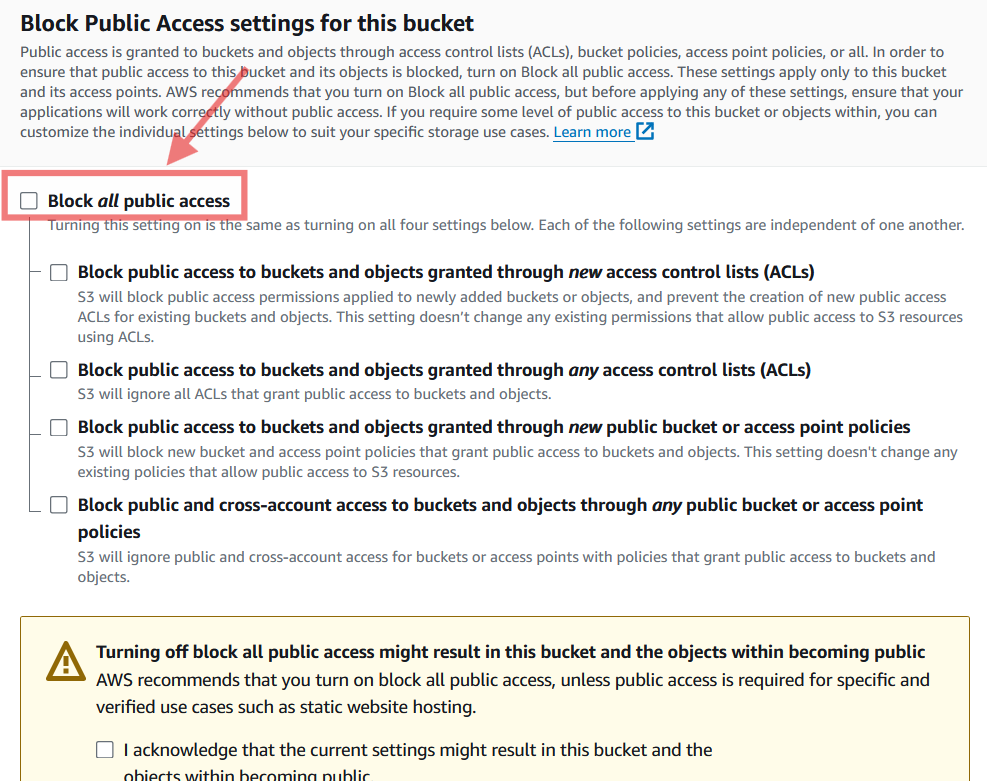 Block Public Access settings for this bucket
Public access is granted to buckets and objects through access control lists (ACLs), bucket policies, access point policies, or all. In order to
ensure that public access to this bucket and its objects is blocked, turn on Block all public access. These settings apply only to this bucket
and its access points. AWS recommends that you turn on Block all public access, but before applying any of these settings, ensure that your
applications will work correctly without public access. If you require some level of public access to this bucket or objects within, you can
customize the individual settings below to suit your specific storage use cases. Learn more
Block all public access
Turning this setting on is the same as turning on all four settings below. Each of the following settings are independent of one another.
Block public access to buckets and objects granted through new access control lists (ACLs)
S3 will block public access permissions applied to newly added buckets or objects, and prevent the creation of new public access
ACLs for existing buckets and objects. This setting doesn’t change any existing permissions that allow public access to S3 resources
using ACLs.
Block public access to buckets and objects granted through any access control lists (ACLs)
S3 will ignore all ACLs that grant public access to buckets and objects.
Block public access to buckets and objects granted through new public bucket or access point policies
S3 will block new bucket and access point policies that grant public access to buckets and objects. This setting doesn't change any
existing policies that allow public access to S3 resources.
Block public and cross-account access to buckets and objects through any public bucket or access point
policies
S3 will ignore public and cross-account access for buckets or access points with policies that grant public access to buckets and
objects.
Turning off block all public access might result in this bucket and the objects within becoming public
AWS recommends that you turn on block all public access, unless public access is required for specific and
verified use cases such as static website hosting.
I acknowledge that the current settings might result in this bucket and the
objects within becoming public.